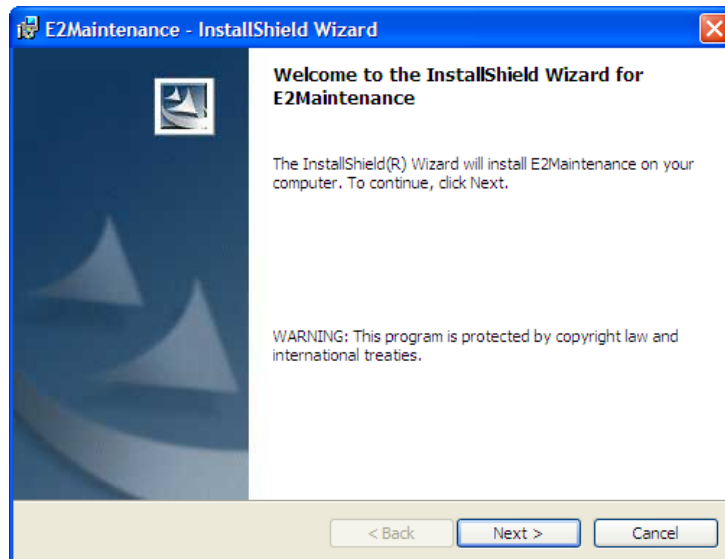 E2Maintenance - InstallShield Wizard
Welcome to the InstallShield Wizard for
E2Maintenance
The InstallShield(R) Wizard will install E2Maintenance on your
computer. To continue, click Next.
WARNING: This program is protected by copyright law and
international treaties.
< Back
Next >
Cancel